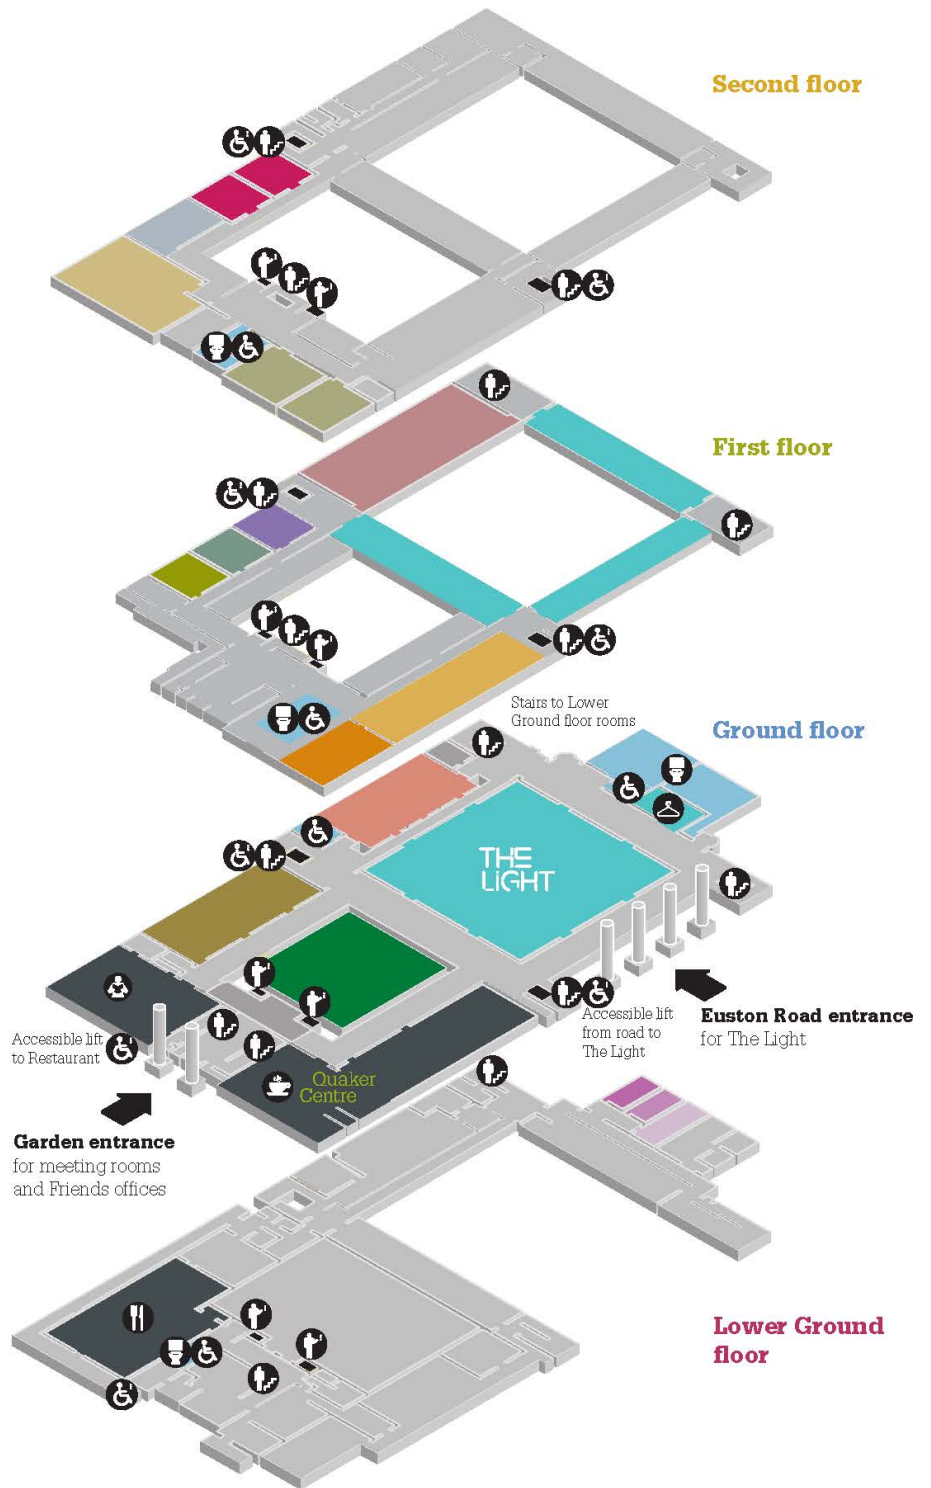 Second floor
First floor
Stairs to Lower
Ground floor rooms
Ground floor
THE
LIGHT
Accessible lift
to Restaurant
Accessible lift
from road to
The Light
Euston Road entrance
for The Light
Quaker
Centre
Garden entrance
for meeting rooms
and Friends offices
Lower Ground
floor